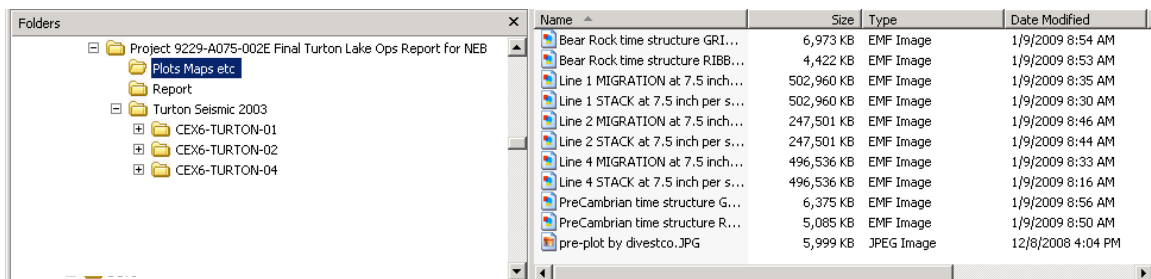 Folders
Project 9229-A075-002E Final Turton Lake Ops Report for NEB
Plots Maps etc
Report
Turton Seismic 2003
CEX6-TURTON-01
CEX6-TURTON-02
CEX6-TURTON-04
Name Size Type Date Modified
Bear Rock time structure GRI... 6,973 KB EMF Image 1/9/2009 8:54 AM
Bear Rock time structure RIBB... 4,422 KB EMF Image 1/9/2009 8:53 AM
Line 1 MIGRATION at 7.5 inch... 502,960 KB EMF Image 1/9/2009 8:35 AM
Line 1 STACK at 7.5 inch per s... 502,960 KB EMF Image 1/9/2009 8:30 AM
Line 2 MIGRATION at 7.5 inch... 247,501 KB EMF Image 1/9/2009 8:46 AM
Line 2 STACK at 7.5 inch per s... 247,501 KB EMF Image 1/9/2009 8:44 AM
Line 4 MIGRATION at 7.5 inch... 496,536 KB EMF Image 1/9/2009 8:33 AM
Line 4 STACK at 7.5 inch per s... 496,536 KB EMF Image 1/9/2009 8:16 AM
PreCambrian time structure G... 6,375 KB EMF Image 1/9/2009 8:56 AM
PreCambrian time structure R... 5,085 KB EMF Image 1/9/2009 8:50 AM
pre-plot by divestco.JPG 5,999 KB JPEG Image 12/8/2008 4:04 PM